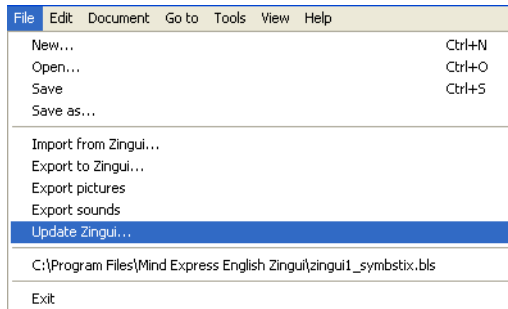 File Edit Document Go to Tools View Help
New... Ctrl+N
Open... Ctrl+O
Save Ctrl+S
Save as...
Import from Zingui...
Export to Zingui...
Export pictures
Export sounds
Update Zingui...
C:\Program Files\Mind Express English Zingui\zingui1_symbstix.bls
Exit